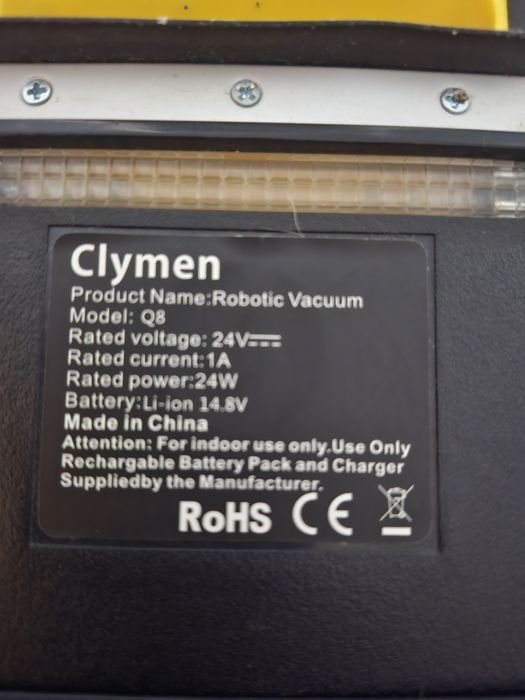 Clymen
Product Name:Robotic Vacuum
Model: Q8
Rated voltage: 24V⎓
Rated current:1A
Rated power:24W
Battery:Li-ion 14.8V
Made in China
Attention: For indoor use only.Use Only
Rechargable Battery Pack and Charger
Suppliedby the Manufacturer.
RoHS CE